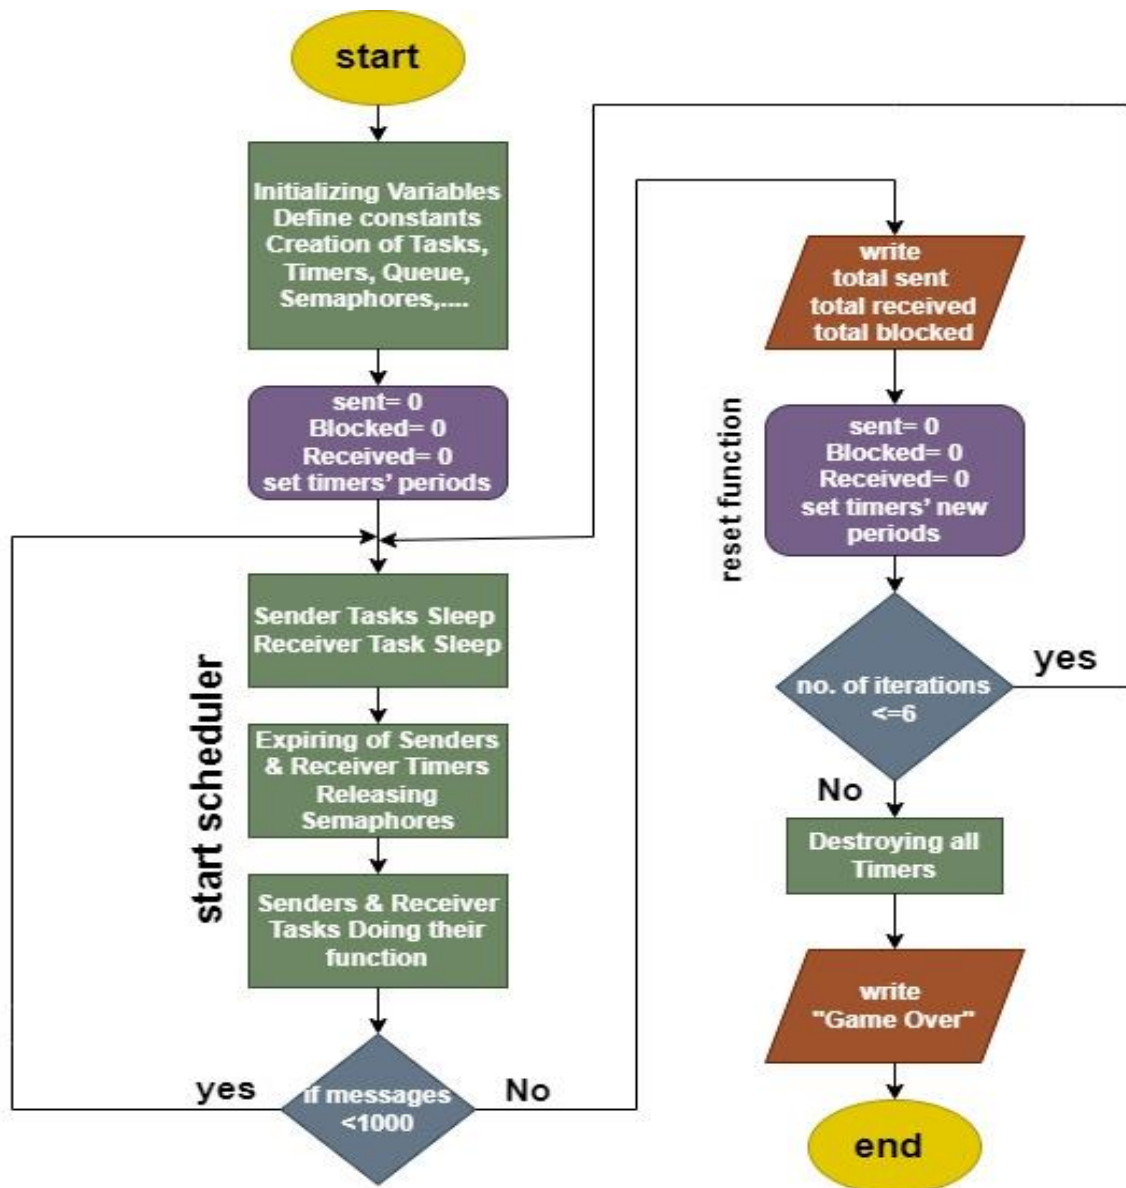 start
Initializing Variables
Define constants
Creation of Tasks,
Timers, Queue,
Semaphores,....
sent= 0
Blocked= 0
Received= 0
set timers’ periods
start scheduler
Sender Tasks Sleep
Receiver Task Sleep
Expiring of Senders
& Receiver Timers
Releasing
Semaphores
Senders & Receiver
Tasks Doing their
function
yes
if messages
<1000
No
write
total sent
total received
total blocked
reset function
sent= 0
Blocked= 0
Received= 0
set timers’ new
periods
no. of iterations
<=6
yes
No
Destroying all
Timers
write
"Game Over"
end